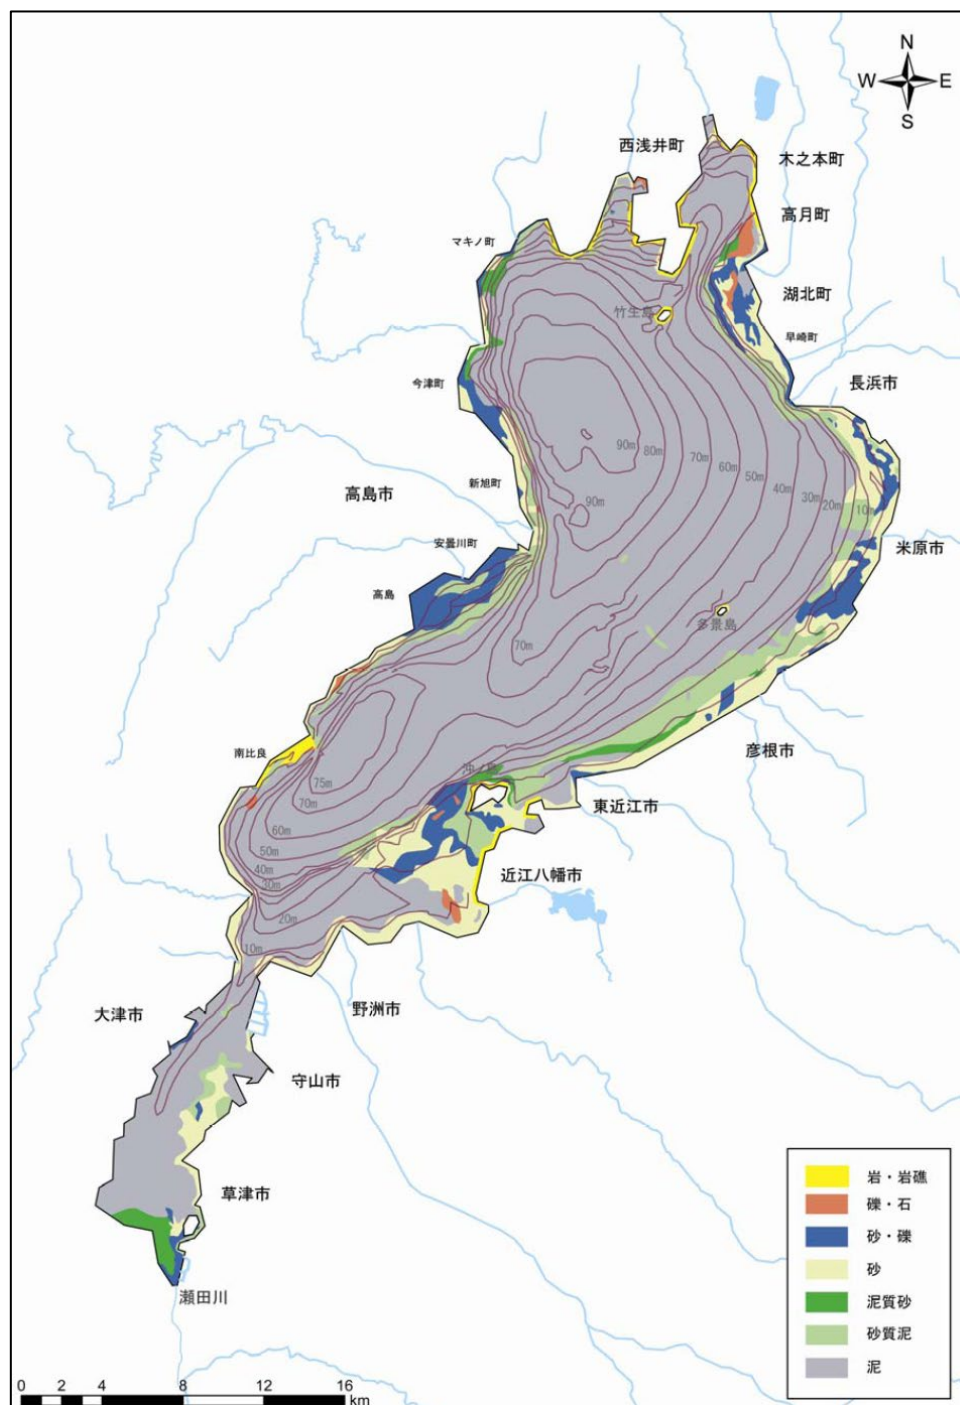 N
W E
S
西浅井町
木之本町
高月町
マキノ町
湖北町
竹生島
早崎町
今津町
長浜市
90m 80m 70m 60m 50m 40m 30m 20m 10m
新旭町
高島市
90m
安曇川町
米原市
高島
多景島
70m
南比良
彦根市
沖ノ島
75m
70m
東近江市
60m
50m
40m
30m
近江八幡市
20m
10m
大津市
野洲市
守山市
草津市
瀬田川
岩・岩礁
礫・石
砂・礫
砂
泥質砂
砂質泥
泥
0 2 4 8 12 16
km